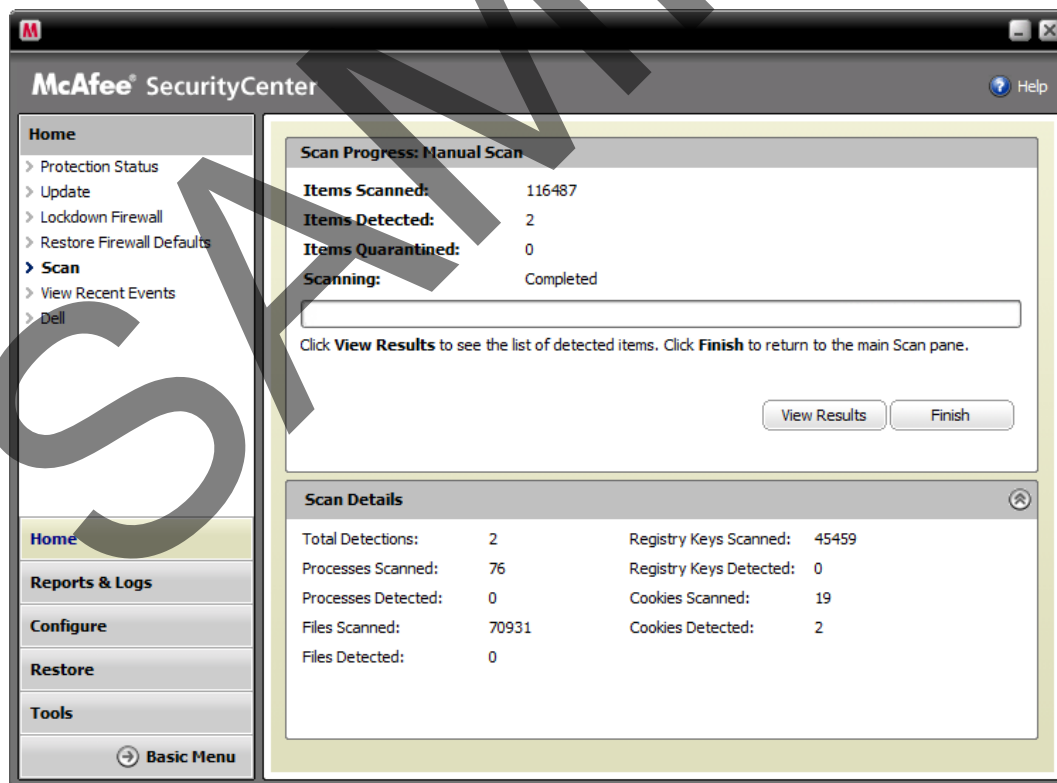 McAfee® SecurityCenter
Help
Home
Protection Status
Update
Lockdown Firewall
Restore Firewall Defaults
Scan
View Recent Events
Dell
Home
Reports & Logs
Configure
Restore
Tools
Basic Menu
Scan Progress: Manual Scan
Items Scanned: 116487
Items Detected: 2
Items Quarantined: 0
Scanning: Completed
Click View Results to see the list of detected items. Click Finish to return to the main Scan pane.
View Results Finish
Scan Details
Total Detections: 2 Registry Keys Scanned: 45459
Processes Scanned: 76 Registry Keys Detected: 0
Processes Detected: 0 Cookies Scanned: 19
Files Scanned: 70931 Cookies Detected: 2
Files Detected: 0
SAM